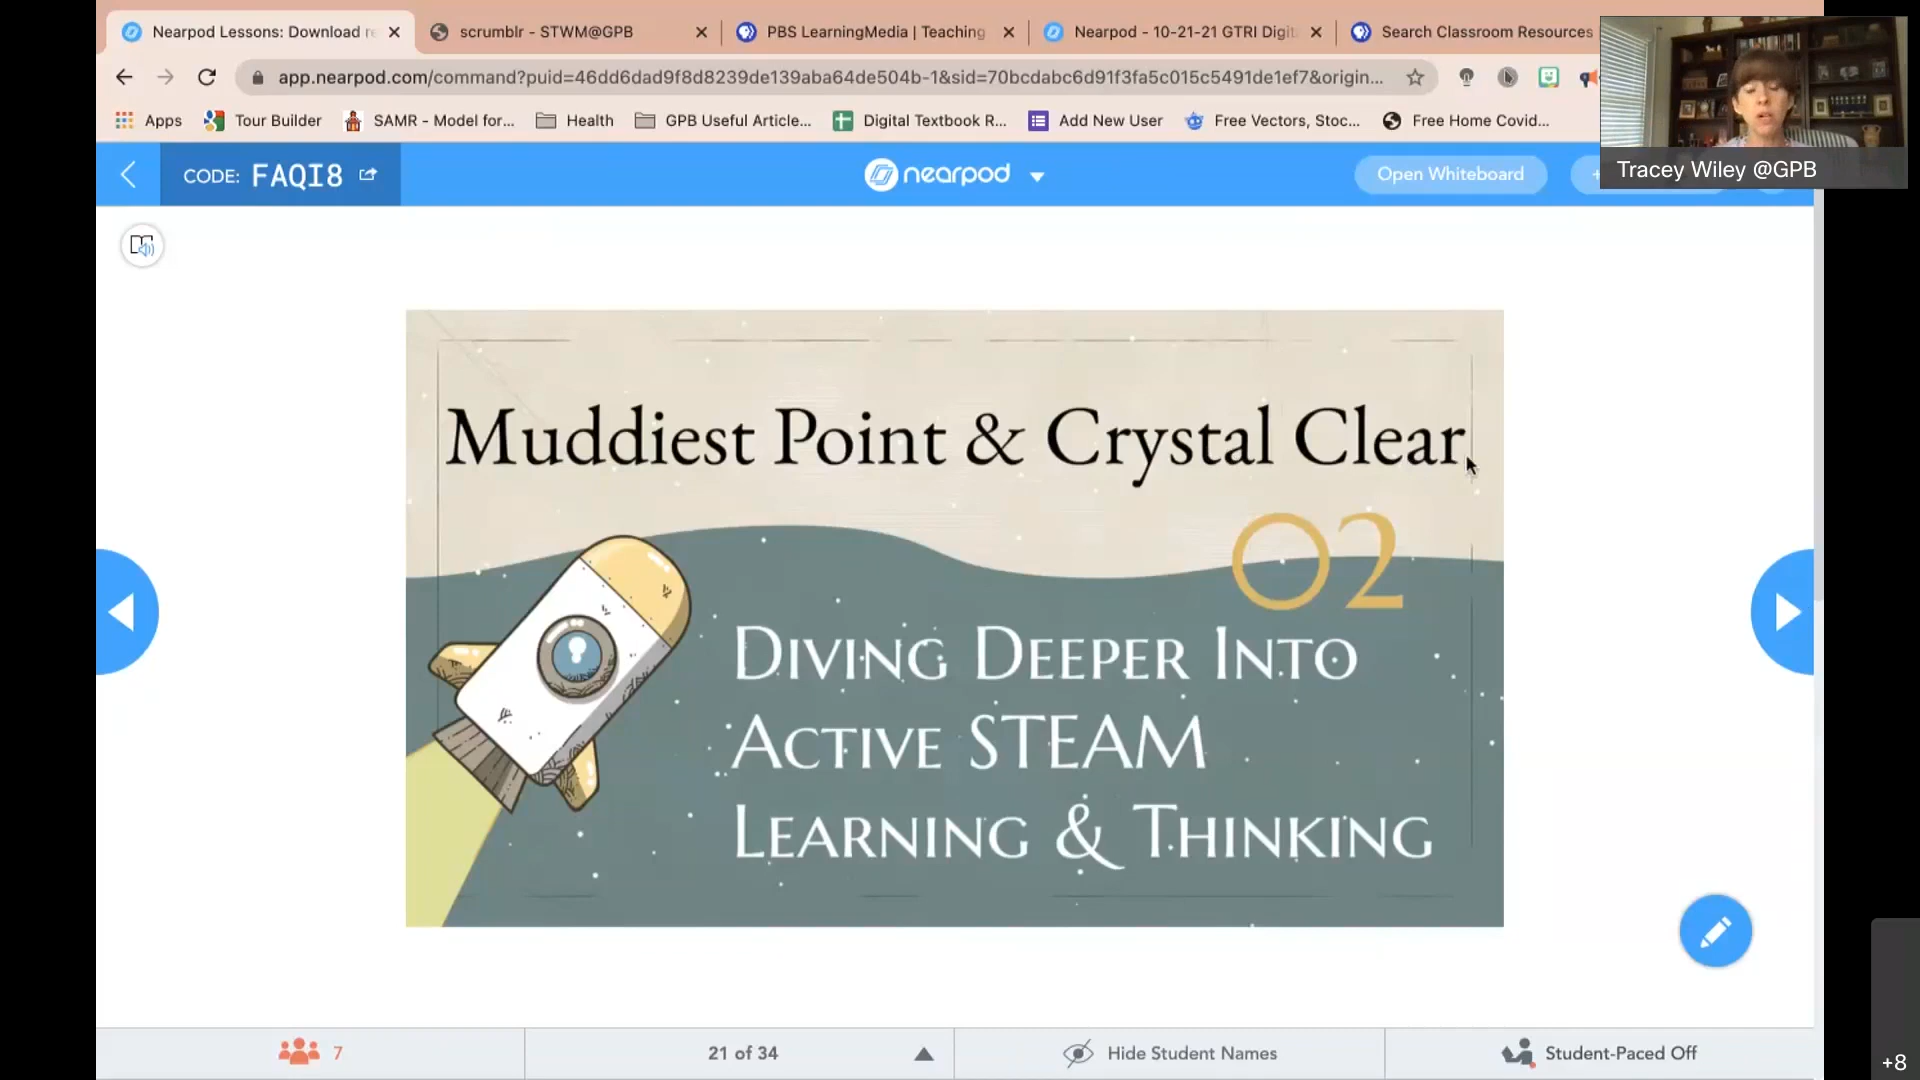 Nearpod Lessons: Download re
scrumblr - STWM@GPB
PBS LearningMedia | Teaching
Nearpod - 10-21-21 GTRI Digit
Search Classroom Resources
app.nearpod.com/command?puid=46dd6dad9f8d8239de139aba64de504b-1&sid=70bcdabc6d91f3fa5c015c5491de1ef7&origin...
Apps
Tour Builder
SAMR - Model for...
Health
GPB Useful Article...
Digital Textbook R...
Add New User
Free Vectors, Stoc...
Free Home Covid...
Tracey Wiley @GPB
CODE: FAQI8
nearpod
Open Whiteboard
Muddiest Point & Crystal Clear
02
Diving Deeper Into
Active STEAM
Learning & Thinking
7
21 of 34
Hide Student Names
Student-Paced Off
+8